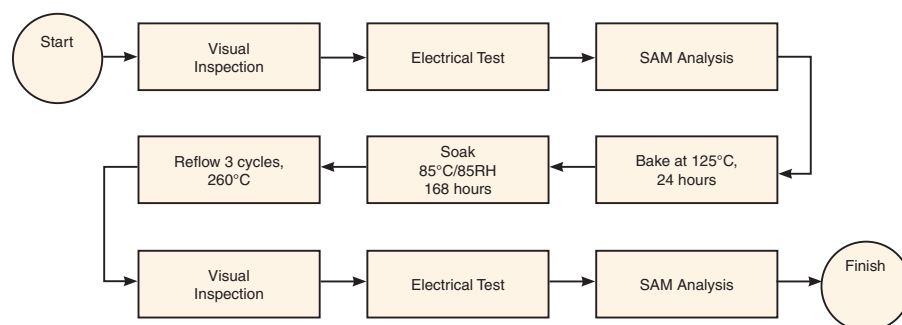 Start
Visual
Inspection
Electrical Test
SAM Analysis
Bake at 125°C,
24 hours
Soak
85°C/85RH
168 hours
Reflow 3 cycles,
260°C
Visual
Inspection
Electrical Test
SAM Analysis
Finish